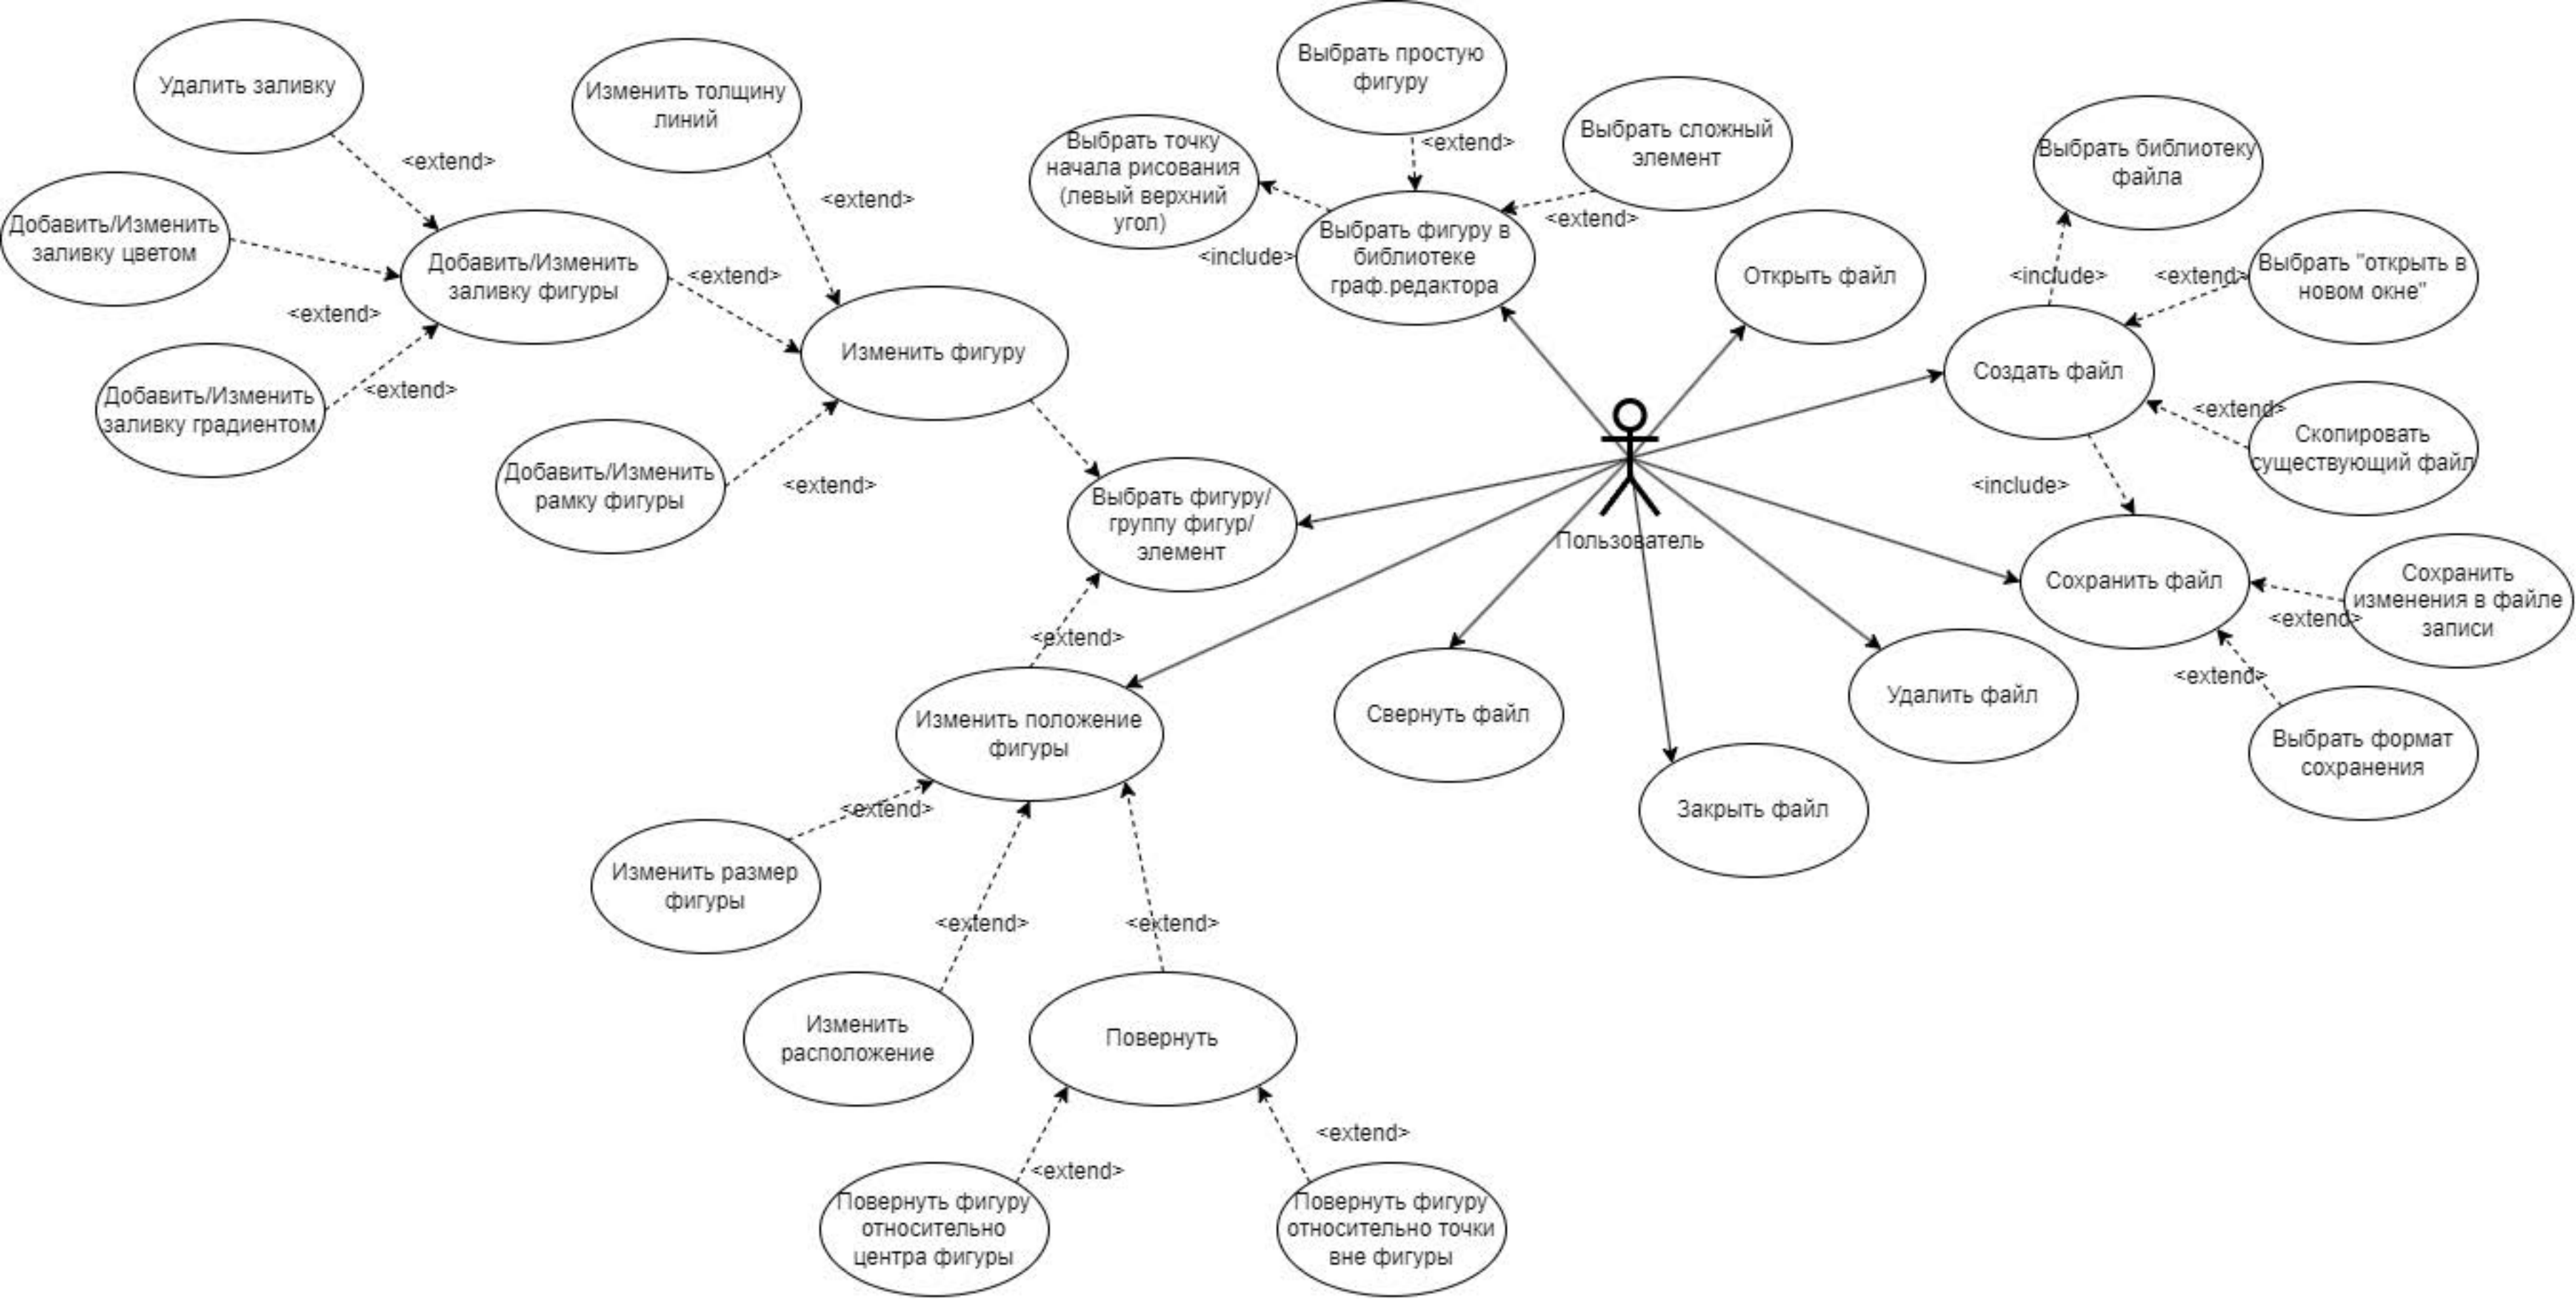 Удалить заливку
<extend>
Добавить/Изменить
заливку цветом
<extend>
Добавить/Изменить
заливку градиентом
<extend>
Добавить/Изменить
заливку фигуры
<extend>
Изменить толщину
линий
<extend>
Изменить фигуру
Добавить/Изменить
рамку фигуры
<extend>
Выбрать фигуру/
группу фигур/
элемент
<extend>
Изменить положение
фигуры
<extend>
Изменить размер
фигуры
<extend>
Изменить
расположение
<extend>
Повернуть
<extend>
Повернуть фигуру
относительно
центра фигуры
<extend>
Повернуть фигуру
относительно точки
вне фигуры
Выбрать простую
фигуру
<extend>
Выбрать точку
начала рисования
(левый верхний
угол)
<include>
Выбрать сложный
элемент
<extend>
Выбрать фигуру в
библиотеке
граф.редактора
Открыть файл
Пользователь
Свернуть файл
Закрыть файл
Удалить файл
Выбрать библиотеку
файла
<include>
<extend>
Выбрать "открыть в
новом окне"
Создать файл
<extend>
Скопировать
существующий файл
<include>
Сохранить файл
Сохранить
изменения в файле
записи
<extend>
<extend>
Выбрать формат
сохранения